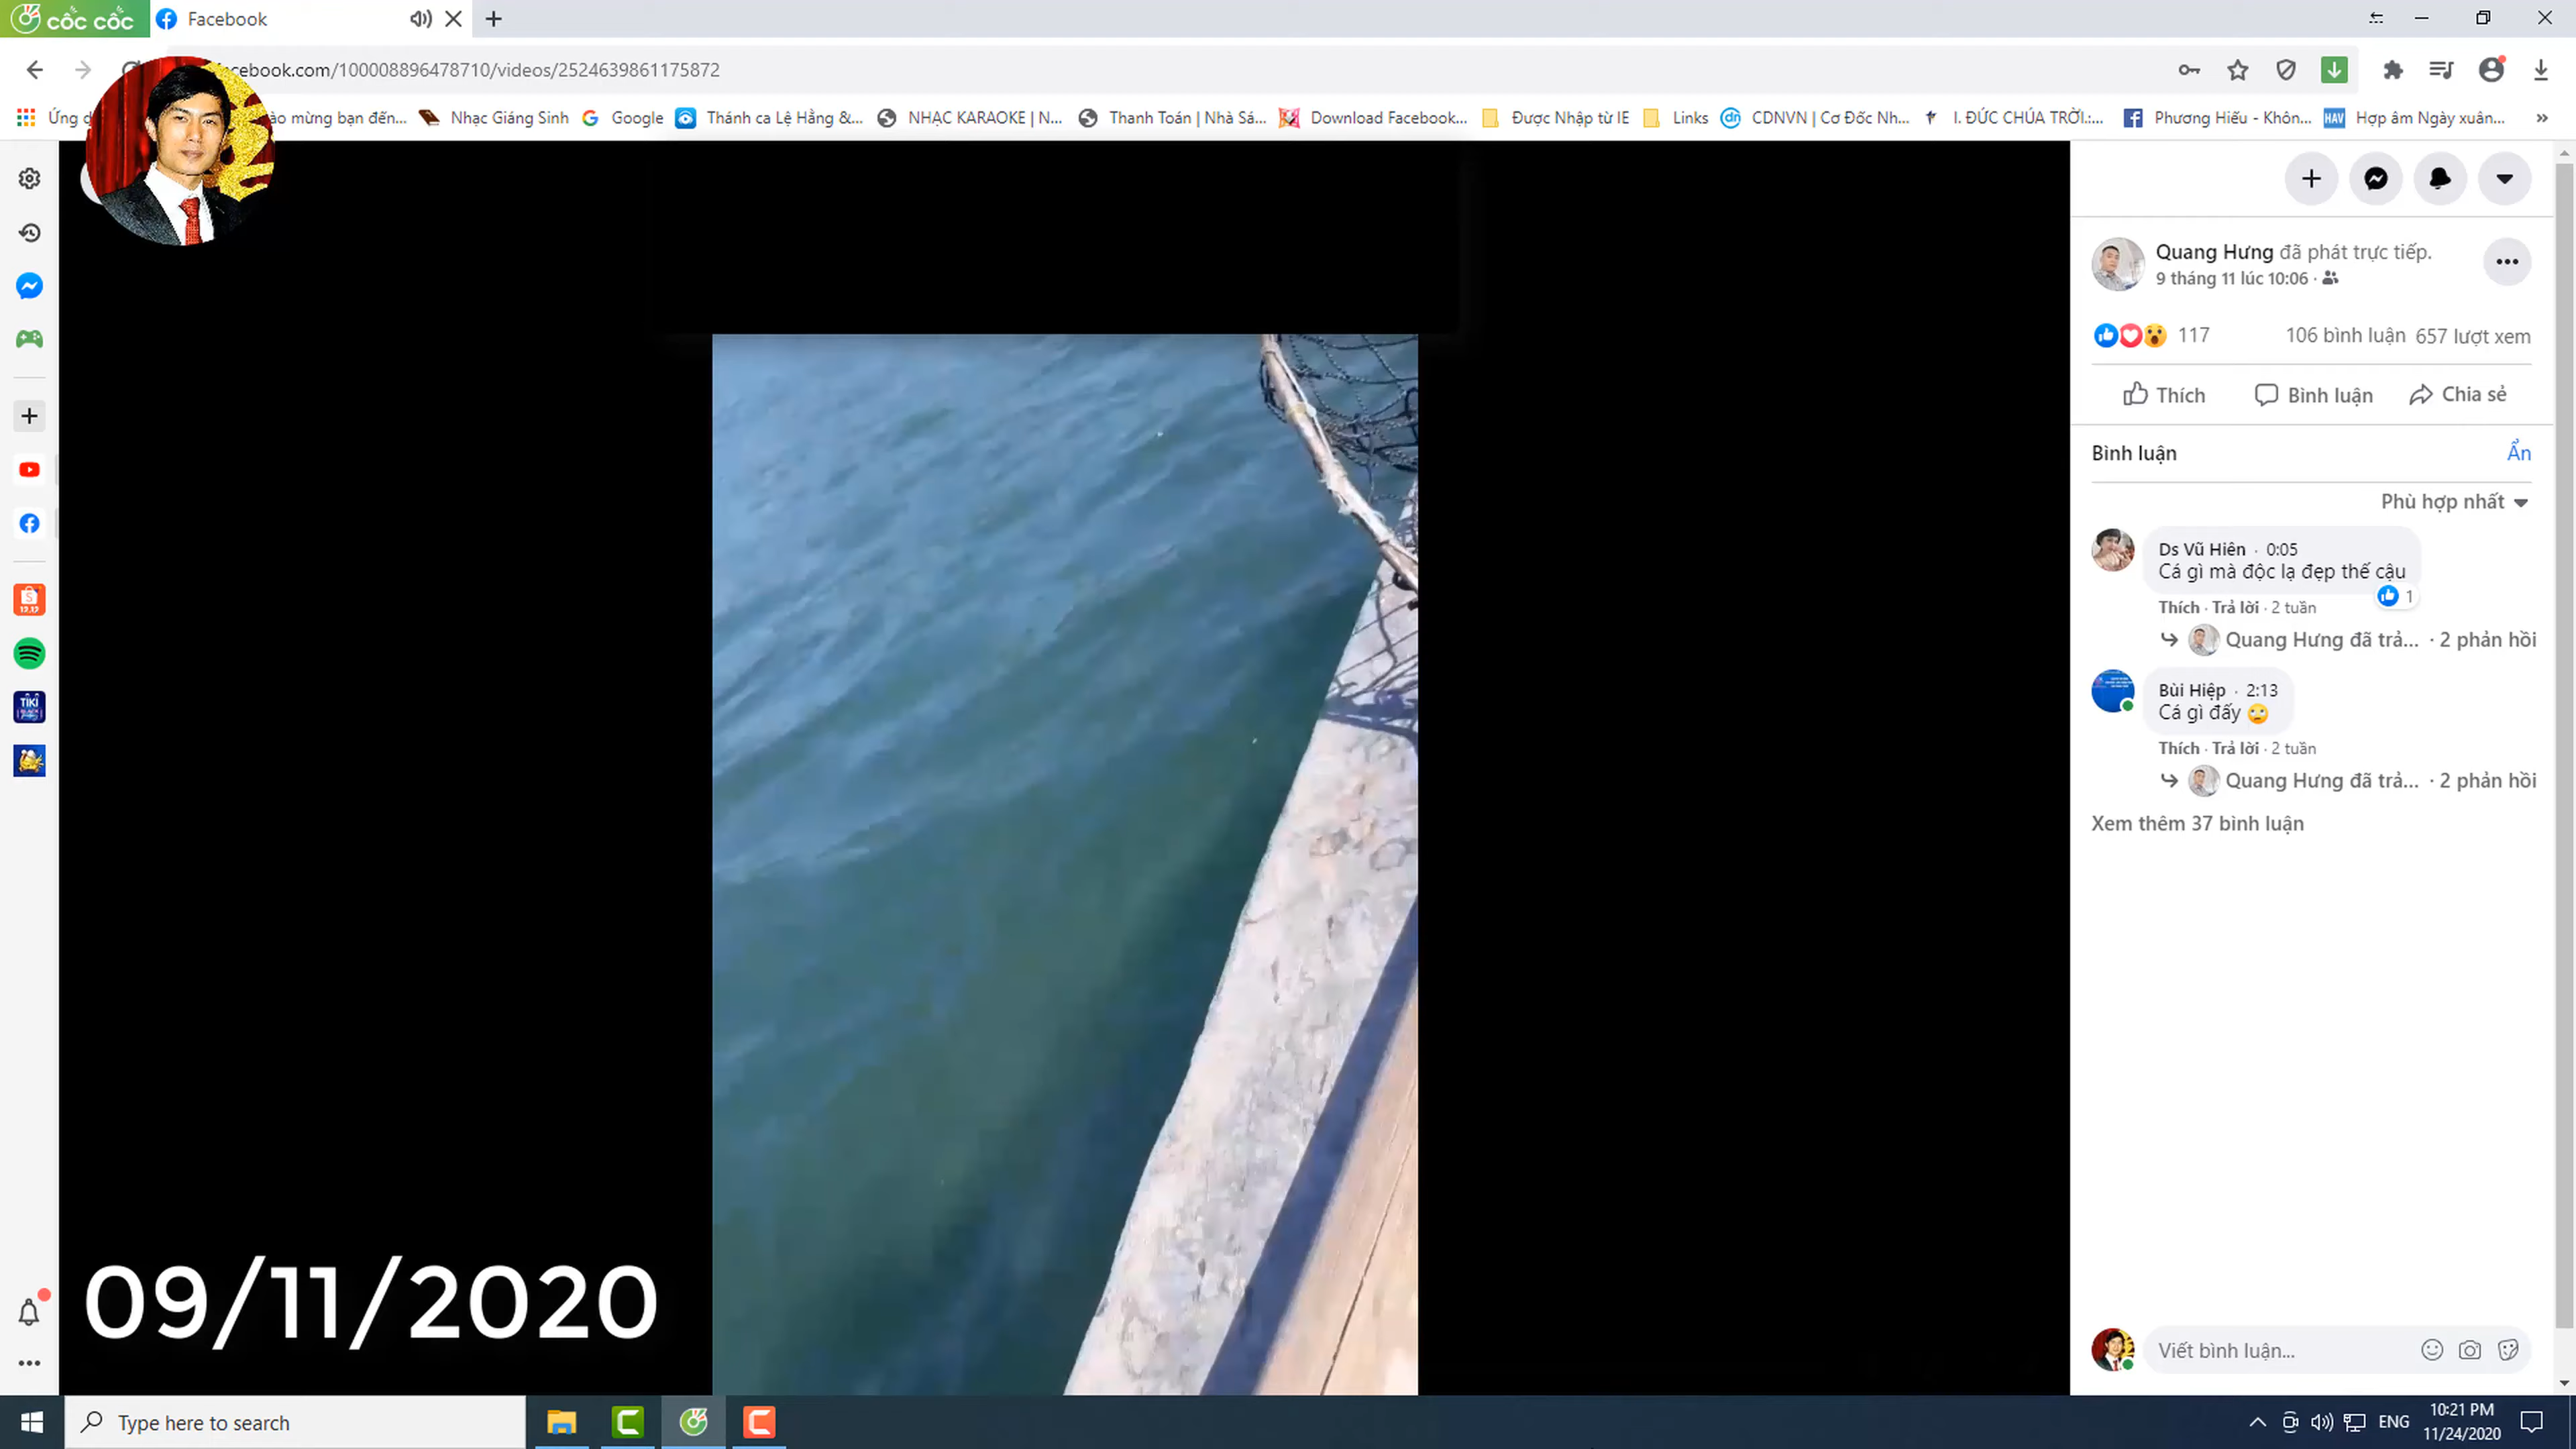 cốc cốc
Facebook
cebook.com/100008896478710/videos/2524639861175872
Ứng d
ào mừng bạn đến...
Nhạc Giáng Sinh
Google
Thánh ca Lệ Hằng &...
NHẠC KARAOKE | N...
Thanh Toán | Nhà Sá...
Download Facebook...
Được Nhập từ IE
Links
CDNVN | Cơ Đốc Nh...
I. ĐỨC CHÚA TRỜI.:...
Phương Hiếu - Khôn...
HAV
Hợp âm Ngày xuân...
»
Quang Hưng đã phát trực tiếp.
9 tháng 11 lúc 10:06 ·
117
106 bình luận 657 lượt xem
Thích
Bình luận
Chia sẻ
Bình luận
Ẩn
Phù hợp nhất
Ds Vũ Hiên · 0:05
Cá gì mà độc lạ đẹp thế cậu
1
Thích · Trả lời · 2 tuần
Quang Hưng đã trả... · 2 phản hồi
Bùi Hiệp · 2:13
Cá gì đấy 🙄
Thích · Trả lời · 2 tuần
Quang Hưng đã trả... · 2 phản hồi
Xem thêm 37 bình luận
12.12
TIKI
09/11/2020
Viết bình luận...
Type here to search
ENG
10:21 PM
11/24/2020